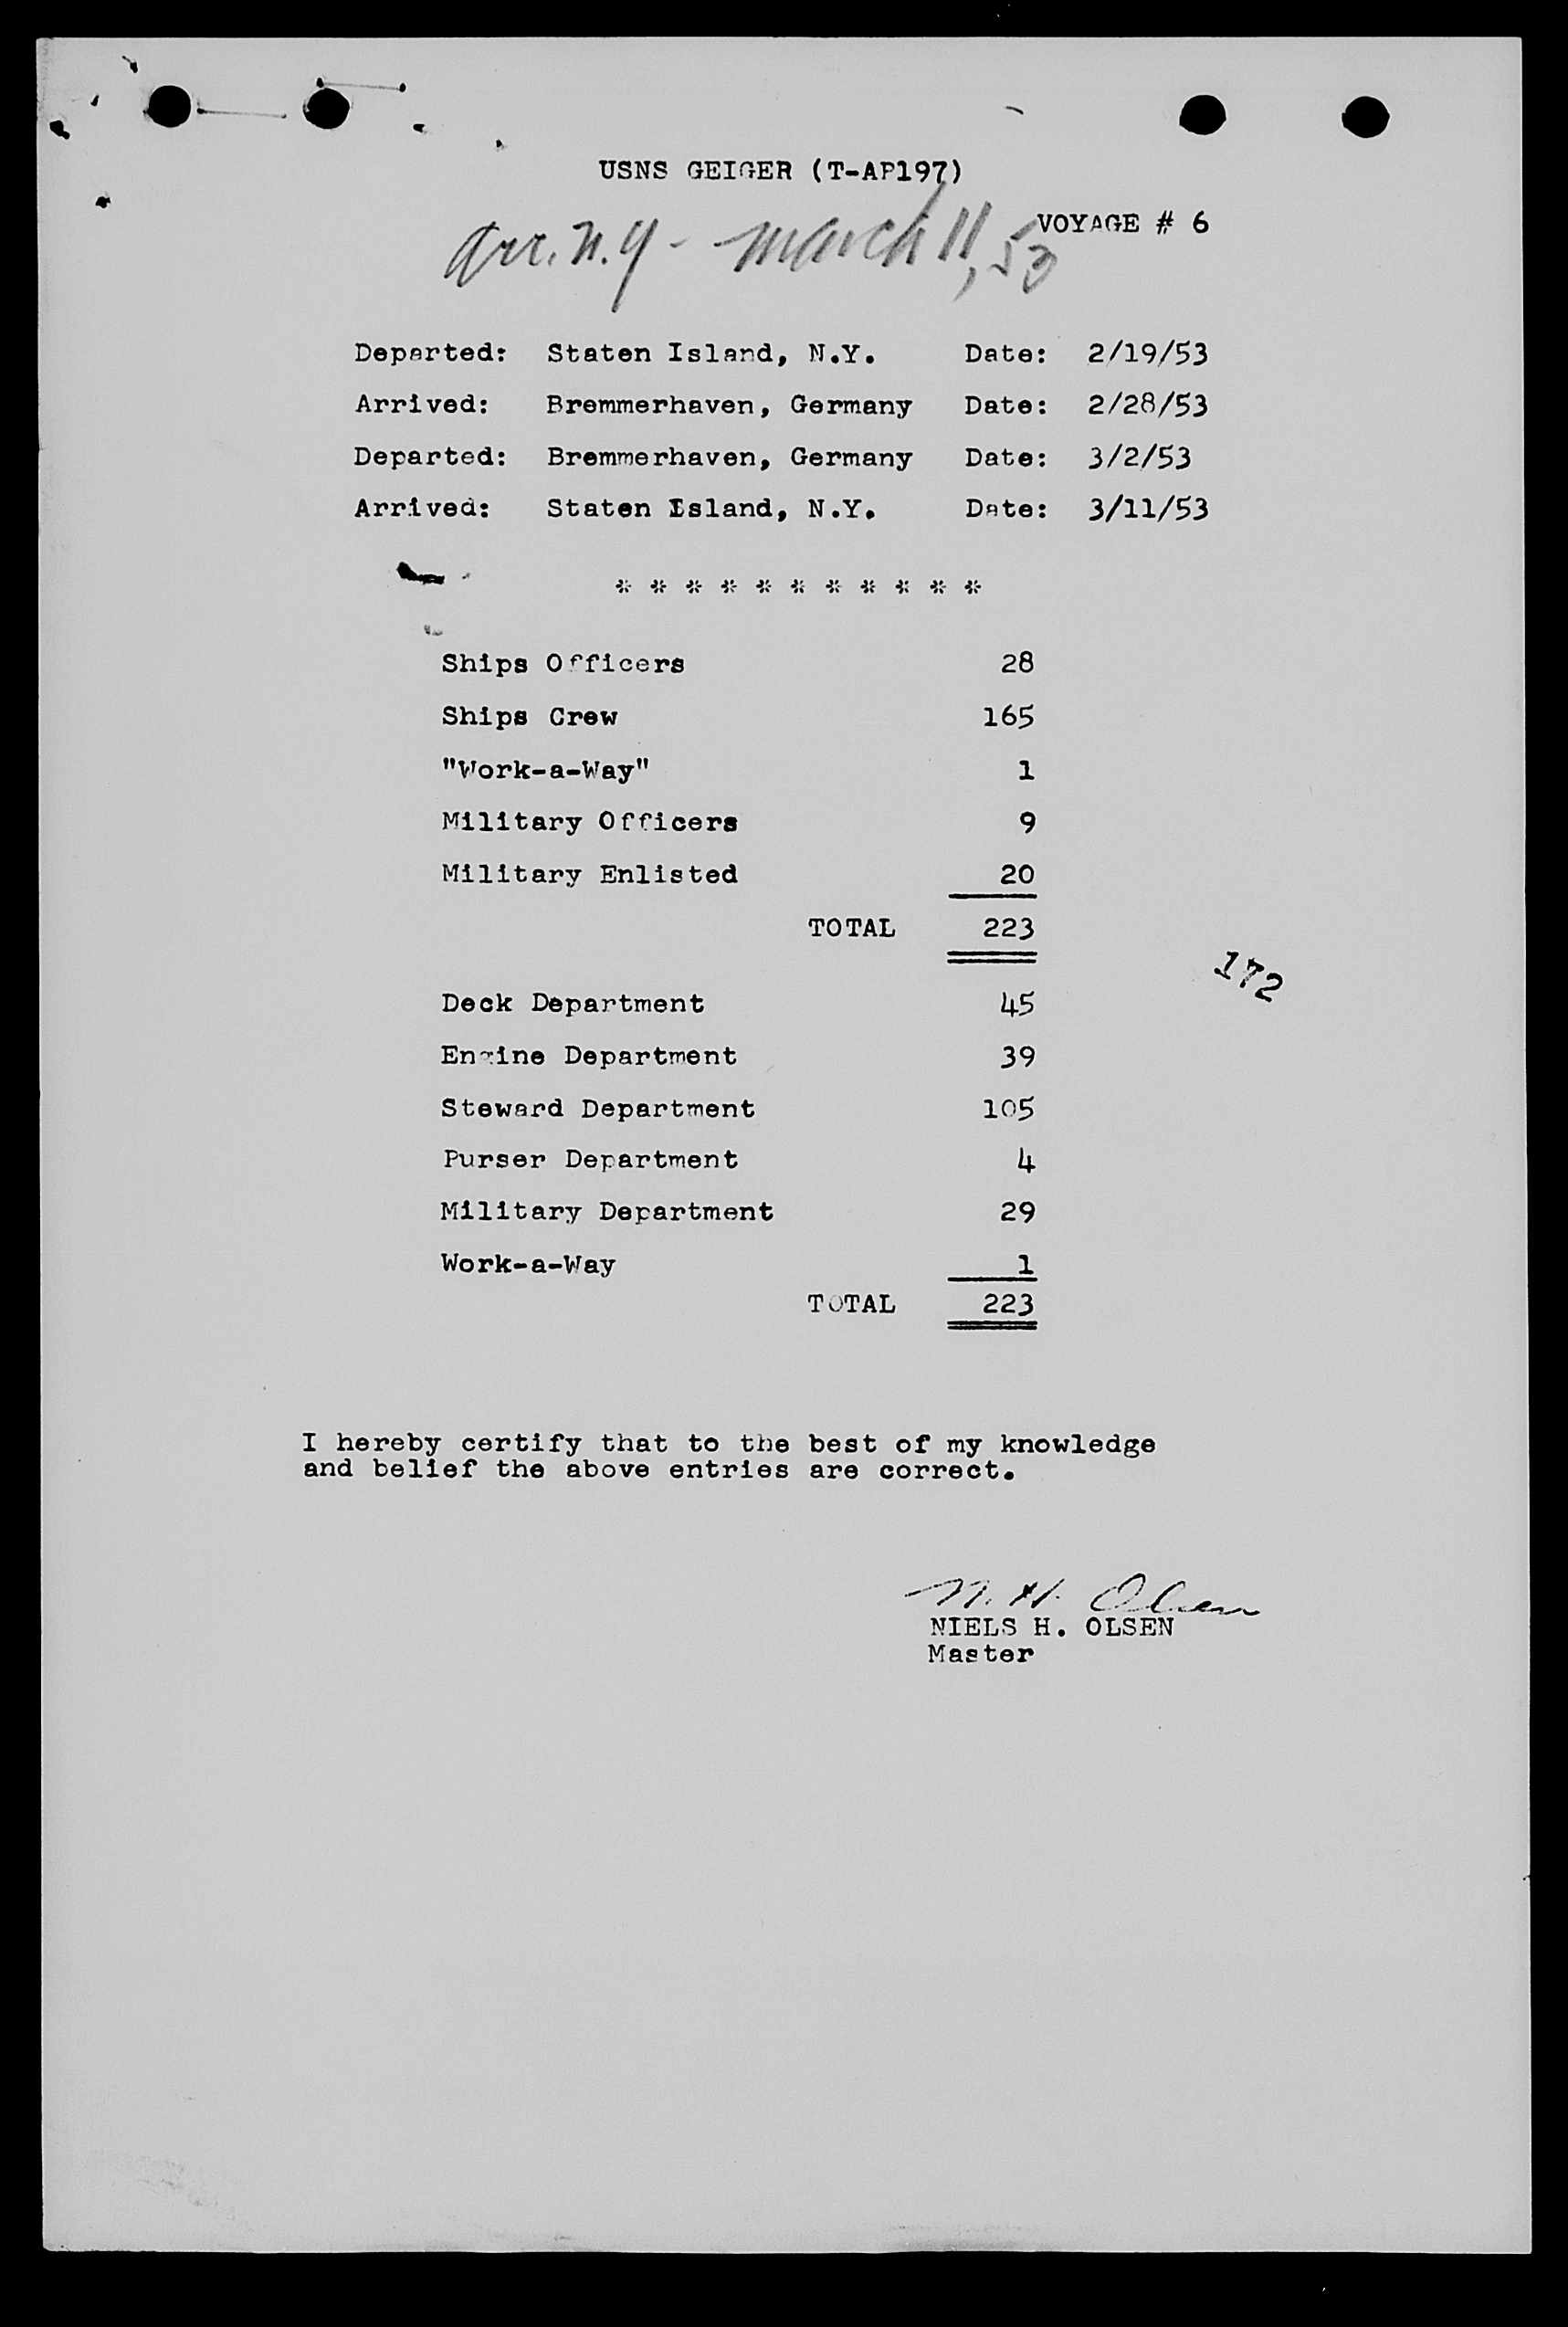 USNS GEIGER (T-AP197)
VOYAGE # 6
Arr. N.Y - March 11, 53
Departed: Staten Island, N.Y. Date: 2/19/53
Arrived: Bremmerhaven, Germany Date: 2/28/53
Departed: Bremmerhaven, Germany Date: 3/2/53
Arrived: Staten Island, N.Y. Date: 3/11/53
* * * * * * * * * * *
Ships Officers 28
Ships Crew 165
"Work-a-Way" 1
Military Officers 9
Military Enlisted 20
TOTAL 223
172
Deck Department 45
Engine Department 39
Steward Department 105
Purser Department 4
Military Department 29
Work-a-Way 1
TOTAL 223
I hereby certify that to the best of my knowledge
and belief the above entries are correct.
N. H. Olsen
NIELS H. OLSEN
Master